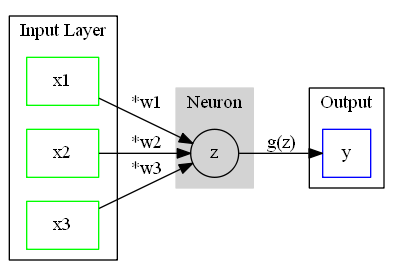 Input Layer
x1
x2
x3
*w1
*w2
*w3
Neuron
z
g(z)
Output
y